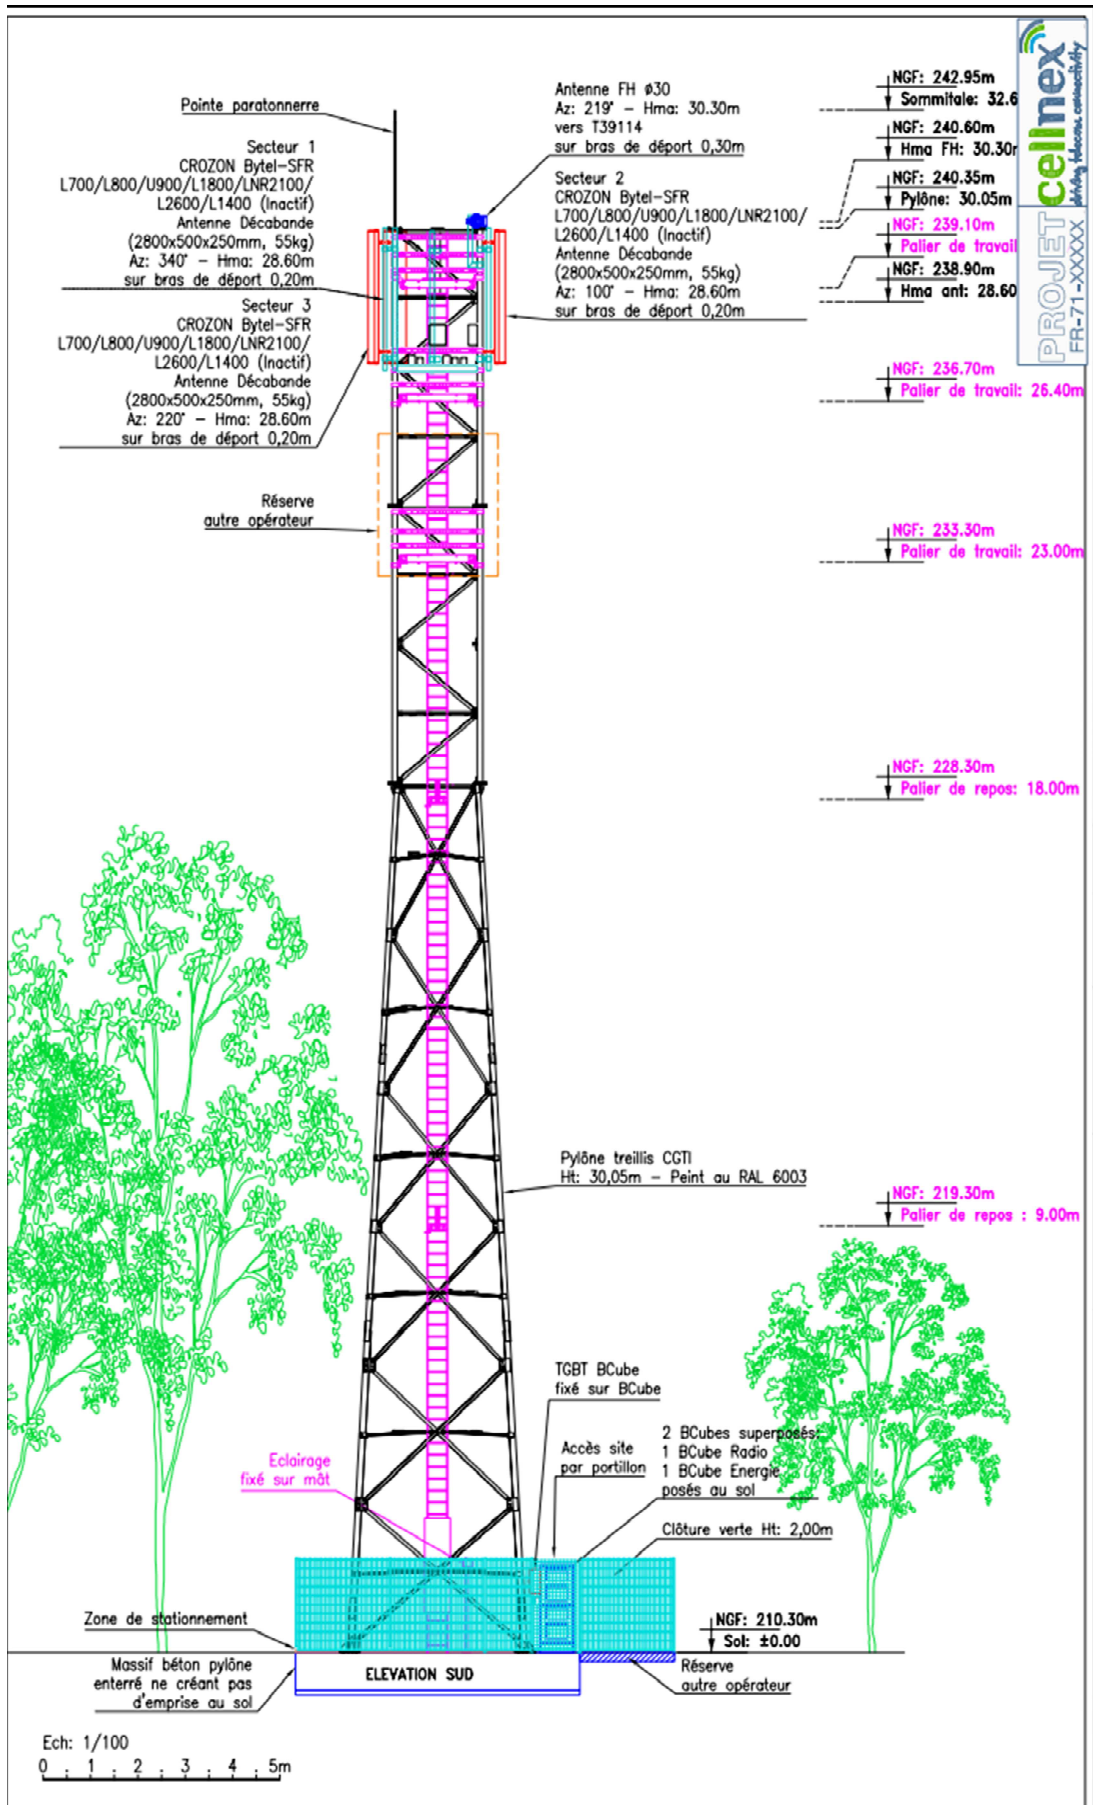 Pointe paratonnerre
Secteur 1
CROZON Bytel-SFR
L700/L800/U900/L1800/LNR2100/
L2600/L1400 (Inactif)
Antenne Décabande
(2800x500x250mm, 55kg)
Az: 340° - Hma: 28.60m
sur bras de déport 0,20m
Secteur 3
CROZON Bytel-SFR
L700/L800/U900/L1800/LNR2100/
L2600/L1400 (Inactif)
Antenne Décabande
(2800x500x250mm, 55kg)
Az: 220° - Hma: 28.60m
sur bras de déport 0,20m
Réserve
autre opérateur
Antenne FH ø30
Az: 219° - Hma: 30.30m
vers T39114
sur bras de déport 0,30m
Secteur 2
CROZON Bytel-SFR
L700/L800/U900/L1800/LNR2100/
L2600/L1400 (Inactif)
Antenne Décabande
(2800x500x250mm, 55kg)
Az: 100° - Hma: 28.60m
sur bras de déport 0,20m
NGF: 242.95m
Sommitale: 32.6
NGF: 240.60m
Hma FH: 30.30m
NGF: 240.35m
Pylône: 30.05m
NGF: 239.10m
Palier de travail
NGF: 238.90m
Hma ant: 28.60
cellnex
driving telecom connectivity
PROJET
FR-71-XXXXX
NGF: 236.70m
Palier de travail: 26.40m
NGF: 233.30m
Palier de travail: 23.00m
NGF: 228.30m
Palier de repos: 18.00m
Pylône treillis CGTI
Ht: 30,05m - Peint au RAL 6003
NGF: 219.30m
Palier de repos : 9.00m
TGBT BCube
fixé sur BCube
Accès site
par portillon
2 BCubes superposés:
1 BCube Radio
1 BCube Energie
posés au sol
Eclairage
fixé sur mât
Clôture verte Ht: 2,00m
Zone de stationnement
NGF: 210.30m
Sol: ±0.00
Massif béton pylône
enterré ne créant pas
d'emprise au sol
ELEVATION SUD
Réserve
autre opérateur
Ech: 1/100
0 1 2 3 4 5m